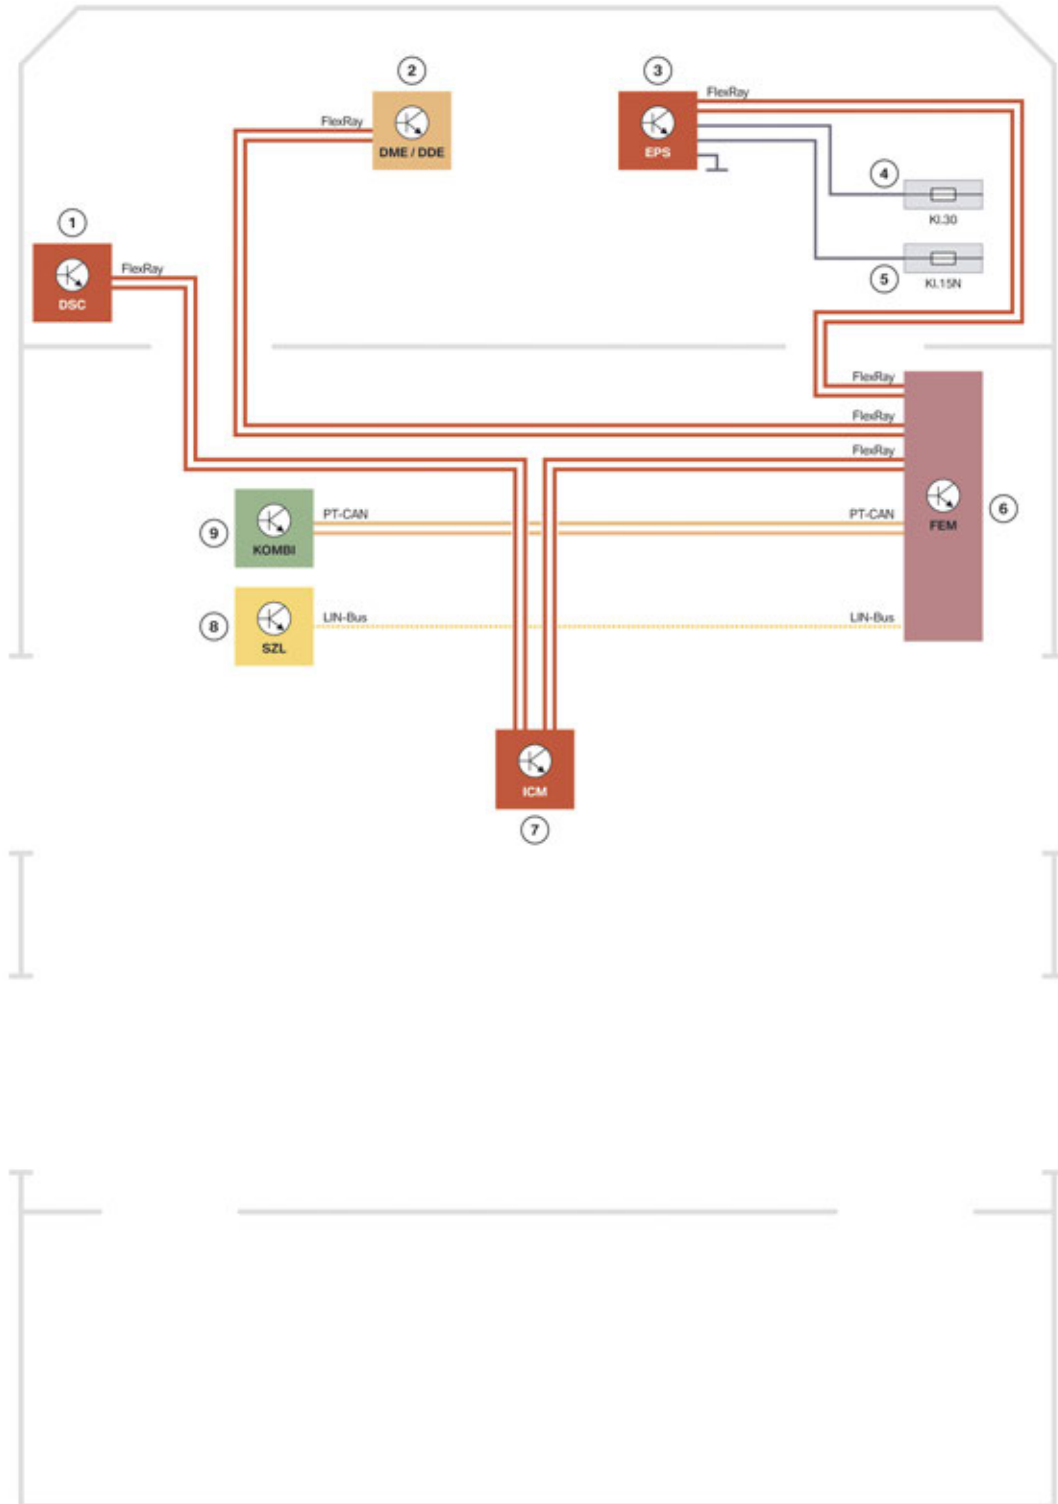 2
3
FlexRay
FlexRay
DME / DDE
EPS
4
Kl.30
1
FlexRay
DSC
5
Kl.15N
FlexRay
FlexRay
FlexRay
9
KOMBI
PT-CAN
PT-CAN
FEM
6
8
SZL
LIN-Bus
LIN-Bus
ICM
7